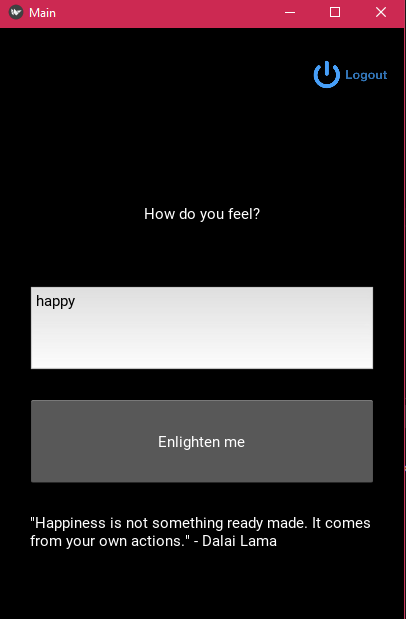 Main
Logout
How do you feel?
happy
Enlighten me
"Happiness is not something ready made. It comes
from your own actions." - Dalai Lama